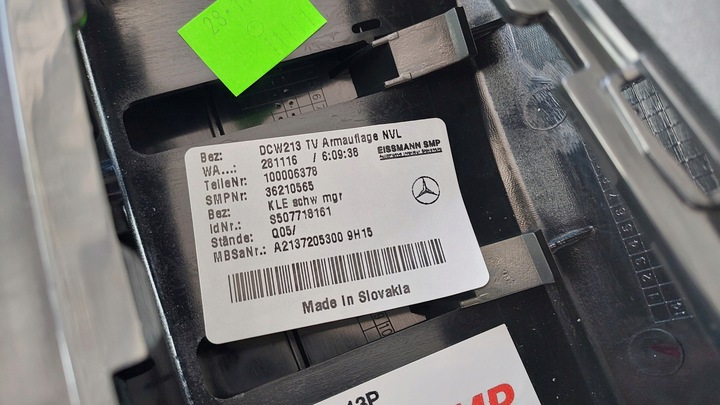 Bez: DCW213 TV Armauflage NVL
WA...: 281116 / 6:09:38
TeileNr: 100006378
SMPNr: 36210565
Bez: KLE schw mgr
IdNr.: S507718161
Stände: Q05/
MBSaNr.: A2137205300 9H15
EISSMANN SMP
Made in Slovakia